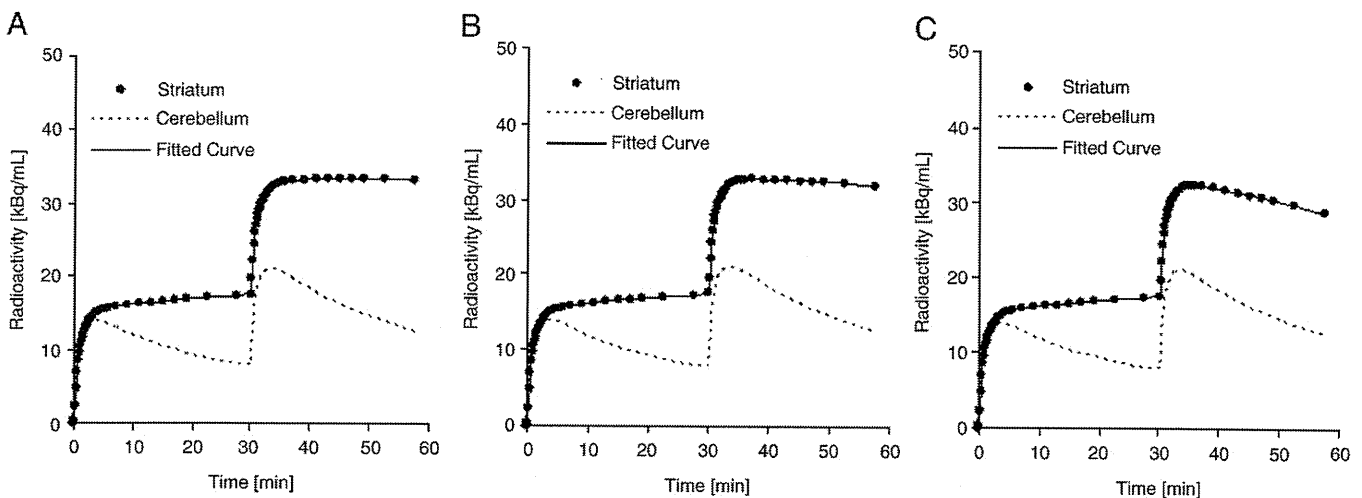 A
Radioactivity [kBq/mL]
50
40
30
20
10
0
Striatum
Cerebellum
Fitted Curve
0 10 20 30 40 50 60
Time [min]
B
Radioactivity [kBq/mL]
50
40
30
20
10
0
Striatum
Cerebellum
Fitted Curve
0 10 20 30 40 50 60
Time [min]
C
Radioactivity [kBq/mL]
50
40
30
20
10
0
Striatum
Cerebellum
Fitted Curve
0 10 20 30 40 50 60
Time [min]